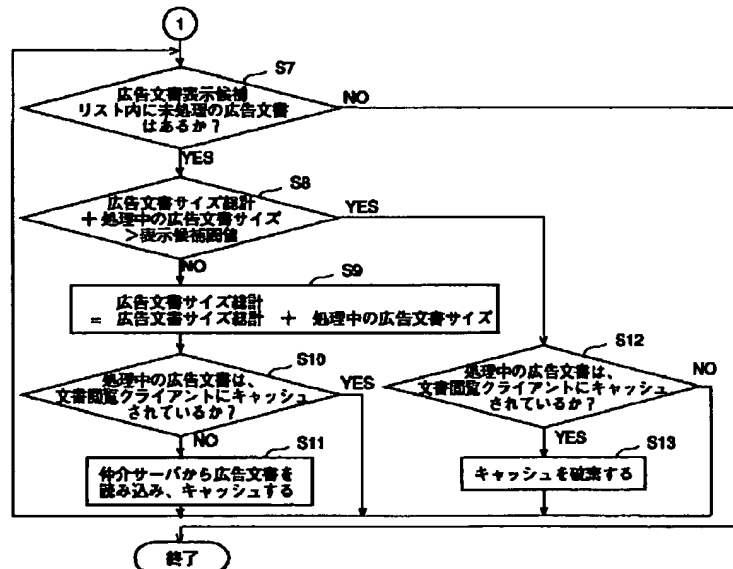 1
S7
広告文書表示候補
リスト内に未処理の広告文書
はあるか?
NO
YES
S8
広告文書サイズ総計
+処理中の広告文書サイズ
>表示候補閾値
YES
NO
S9
広告文書サイズ総計
= 広告文書サイズ総計 + 処理中の広告文書サイズ
S10
処理中の広告文書は、
文書閲覧クライアントにキャッシュ
されているか?
YES
NO
S11
仲介サーバから広告文書を
読み込み、キャッシュする
S12
処理中の広告文書は、
文書閲覧クライアントにキャッシュ
されているか?
NO
YES
S13
キャッシュを破棄する
終了